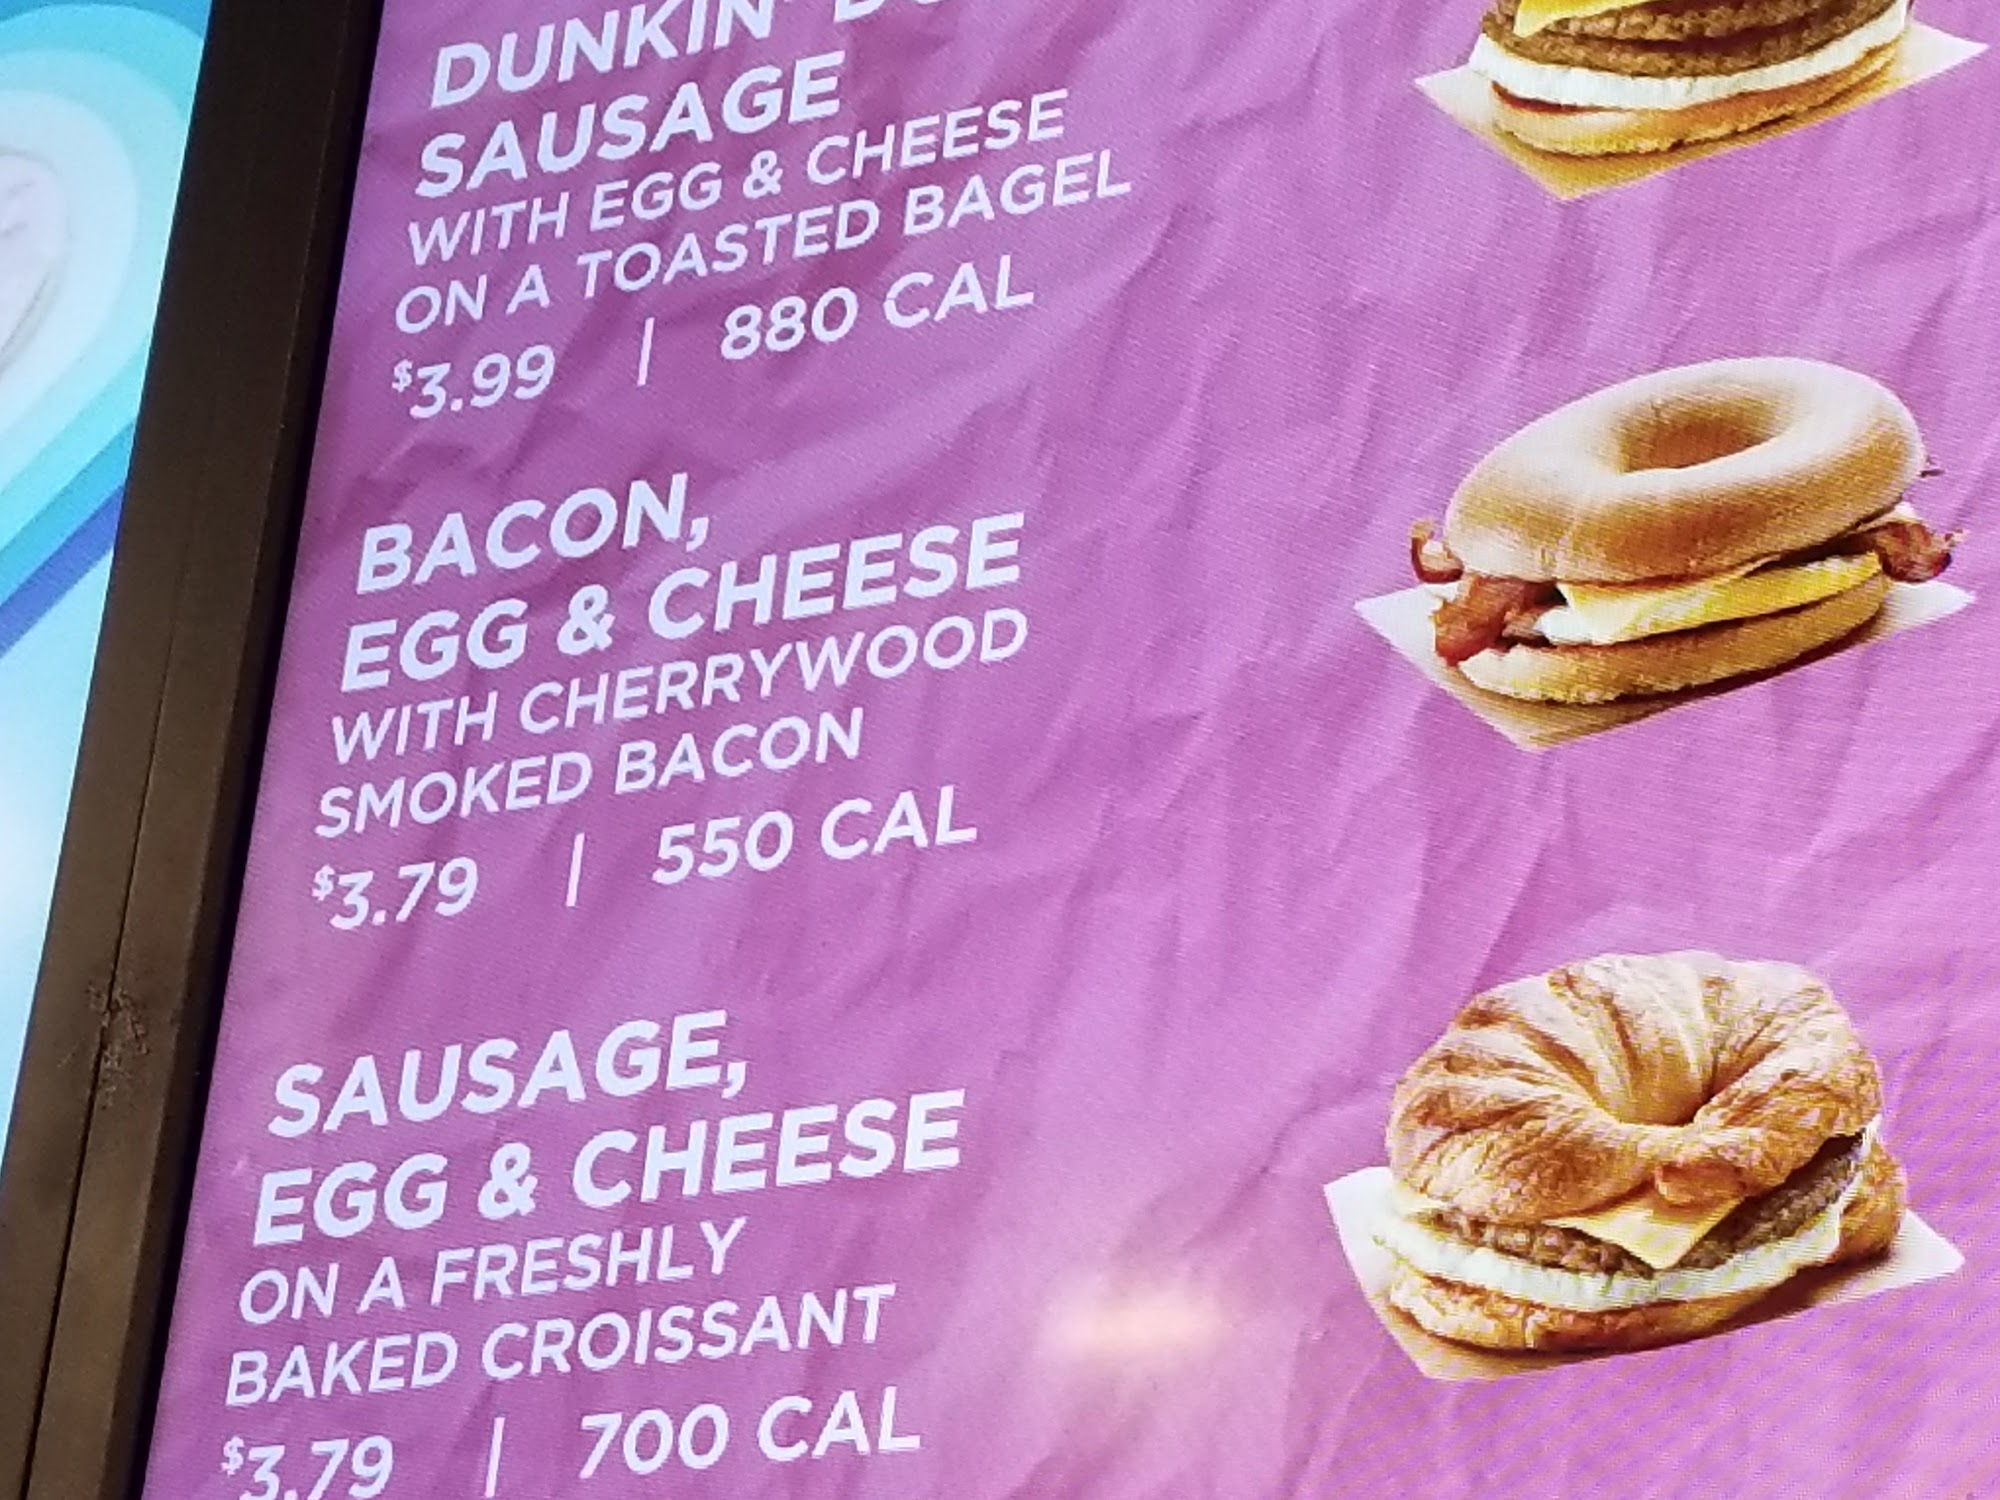 DUNKIN'
SAUSAGE
WITH EGG & CHEESE
ON A TOASTED BAGEL
$3.99 | 880 CAL
BACON,
EGG & CHEESE
WITH CHERRYWOOD
SMOKED BACON
$3.79 | 550 CAL
SAUSAGE,
EGG & CHEESE
ON A FRESHLY
BAKED CROISSANT
$3.79 | 700 CAL